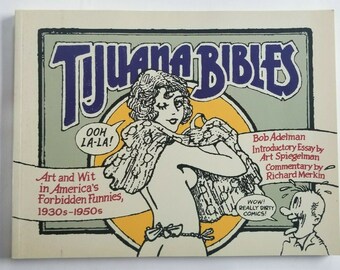 TIJUANA BIBLES
OOH
LA-LA!
Art and Wit
in America's
Forbidden Funnies,
1930s-1950s
Bob Adelman
Introductory Essay by
Art Spiegelman
Commentary by
Richard Merkin
WOW!
REALLY DIRTY
COMICS!